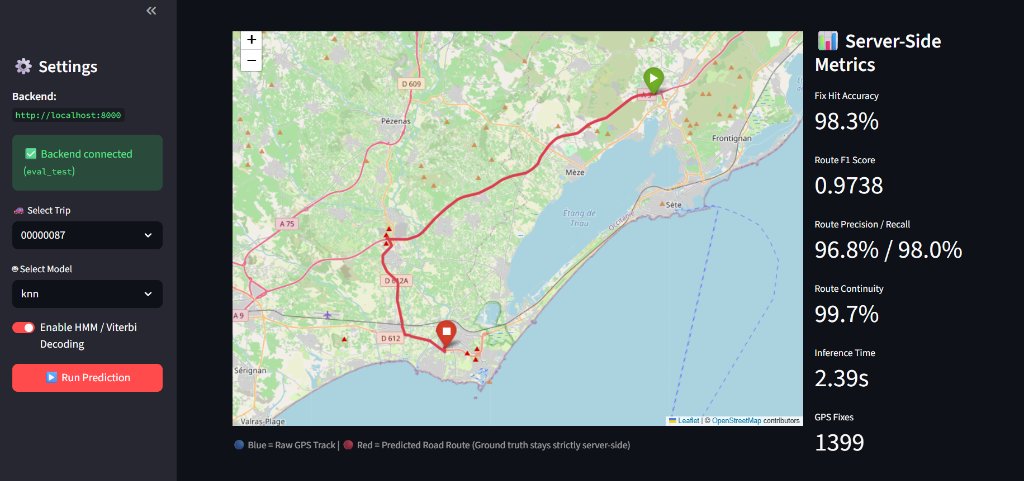 Settings
Backend:
http://localhost:8000
Backend connected
(eval_test)
Select Trip
00000087
Select Model
knn
Enable HMM / Viterbi
Decoding
Run Prediction
+
−
D 609
Pézenas
A 9
Frontignan
Mèze
Sète
Étang de
Thau
Occitanie
A 75
D 612A
A 9
D 612
Sérignan
Valras-Plage
Leaflet | © OpenStreetMap contributors
Blue = Raw GPS Track | Red = Predicted Road Route (Ground truth stays strictly server-side)
Server-Side
Metrics
Fix Hit Accuracy
98.3%
Route F1 Score
0.9738
Route Precision / Recall
96.8% / 98.0%
Route Continuity
99.7%
Inference Time
2.39s
GPS Fixes
1399